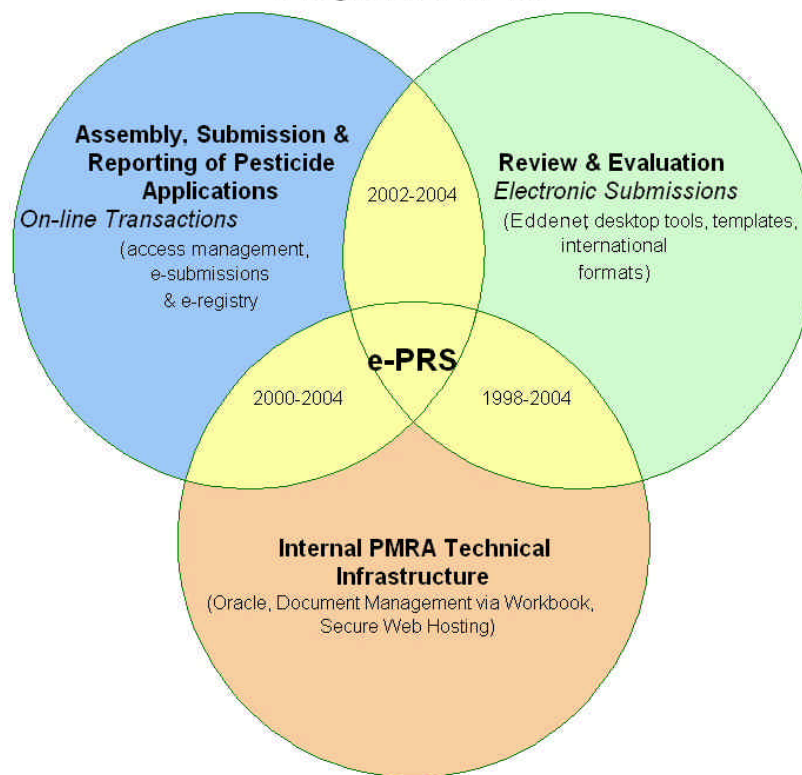 Assembly, Submission &
Reporting of Pesticide
Applications
On-line Transactions
(access management,
e-submissions
& e-registry
2002-2004
Review & Evaluation
Electronic Submissions
(Eddenet, desktop tools, templates,
international
formats)
e-PRS
2000-2004
1998-2004
Internal PMRA Technical
Infrastructure
(Oracle, Document Management via Workbook,
Secure Web Hosting)